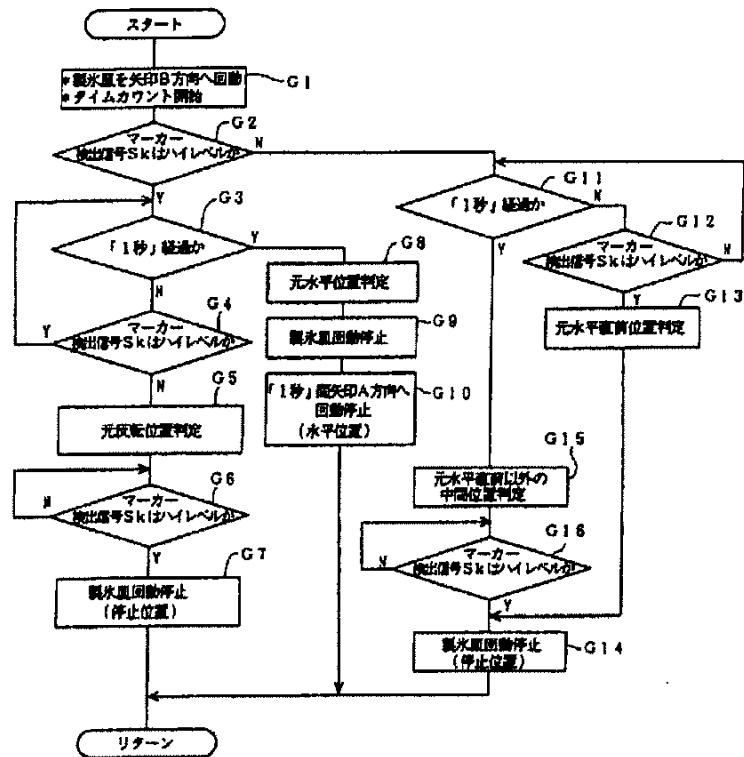 スタート
*製氷皿を矢印B方向へ回動
*タイムカウント開始
G1
マーカー
検出信号Skはハイレベルか
G2
N
Y
「1秒」経過か
G3
Y
N
マーカー
検出信号Skはハイレベルか
G4
Y
N
元反転位置判定
G5
マーカー
検出信号Skはハイレベルか
G6
N
Y
製氷皿回動停止
(停止位置)
G7
元水平位置判定
G8
製氷皿回動停止
G9
「1秒」間矢印A方向へ
回動停止
(水平位置)
G10
「1秒」経過か
G11
N
Y
マーカー
検出信号Skはハイレベルか
G12
N
Y
元水平直前位置判定
G13
元水平直前以外の
中間位置判定
G15
マーカー
検出信号Skはハイレベルか
G16
N
Y
製氷皿回動停止
(停止位置)
G14
リターン